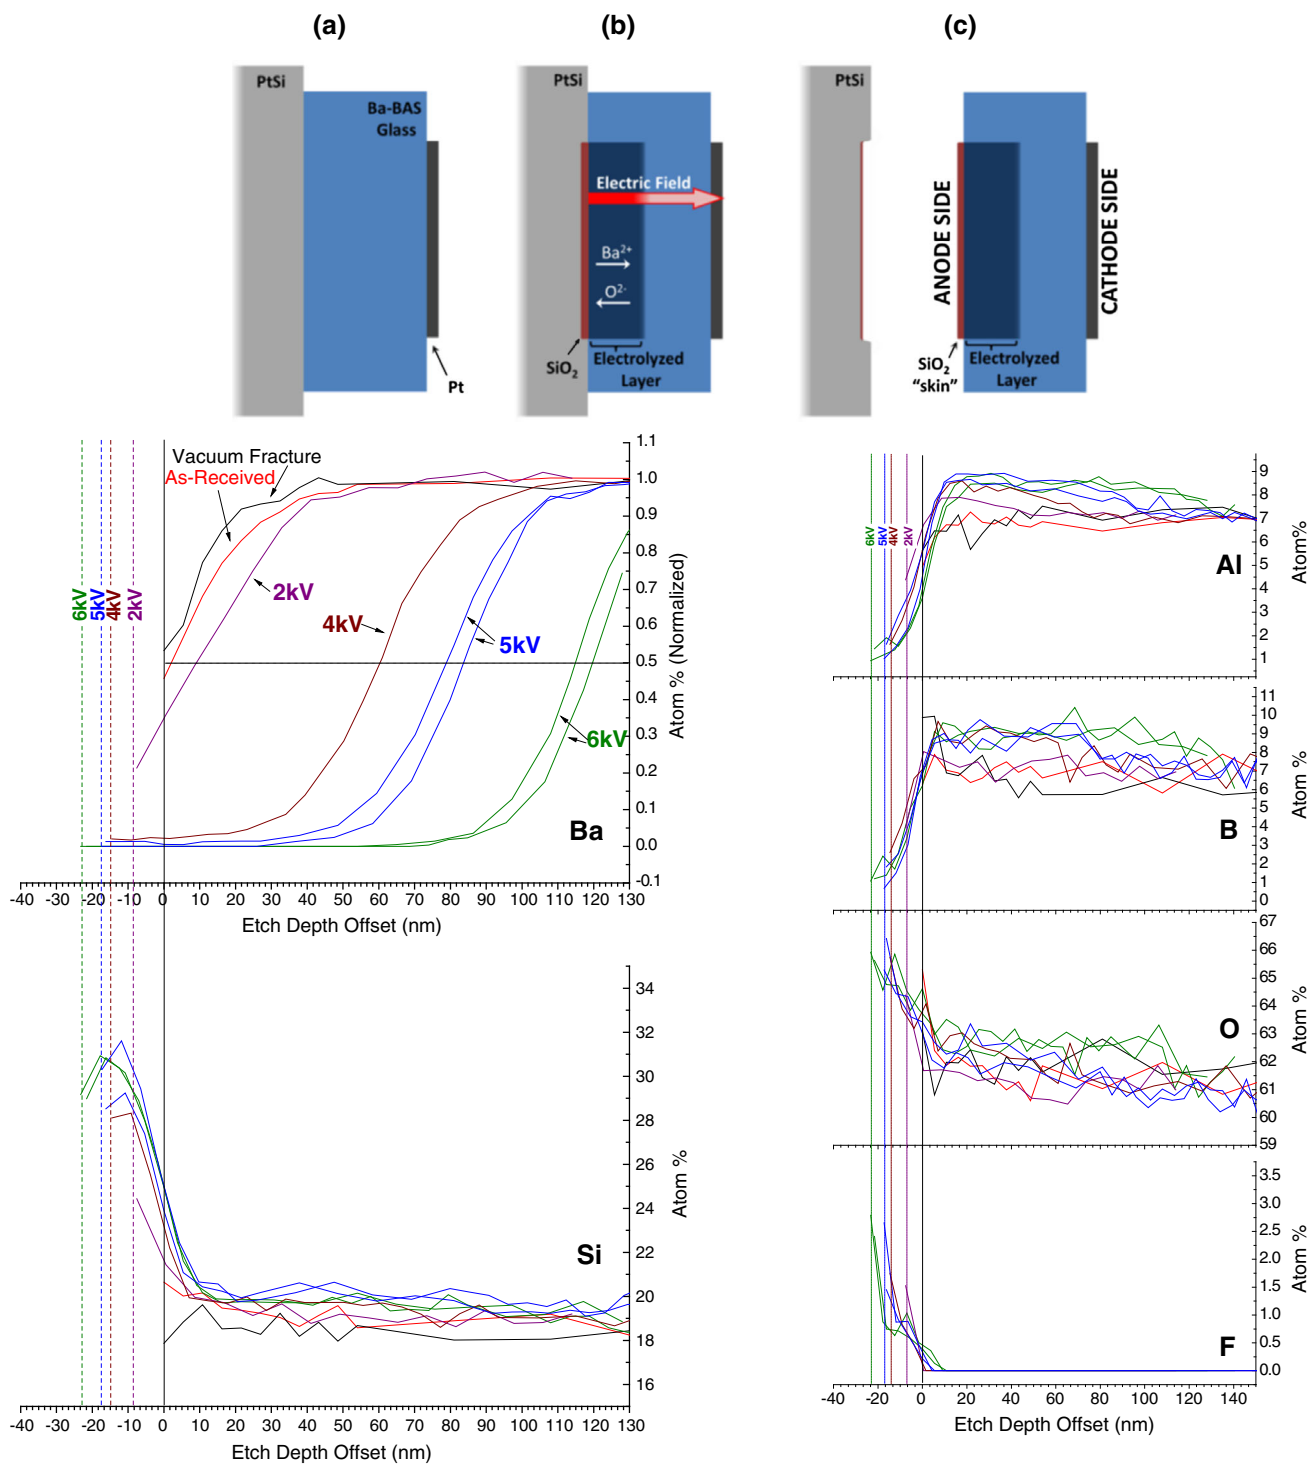 (a)
(b)
(c)
PtSi
Ba-BAS
Glass
Pt
PtSi
Electric Field
Ba2+
O2-
SiO2
Electrolyzed
Layer
PtSi
ANODE SIDE
CATHODE SIDE
SiO2
"skin"
Electrolyzed
Layer
Vacuum Fracture
As-Received
2kV
4kV
5kV
6kV
6kV
5kV
4kV
2kV
Ba
1.1
1.0
0.9
0.8
0.7
0.6
0.5
0.4
0.3
0.2
0.1
0.0
-0.1
Atom % (Normalized)
-40 -30 -20 -10 0 10 20 30 40 50 60 70 80 90 100 110 120 130
Etch Depth Offset (nm)
34
32
30
28
26
24
22
20
18
16
Atom %
Si
-40 -30 -20 -10 0 10 20 30 40 50 60 70 80 90 100 110 120 130
Etch Depth Offset (nm)
6kV
5kV
4kV
2kV
9
8
7
6
5
4
3
2
1
Atom%
Al
11
10
9
8
7
6
5
4
3
2
1
0
Atom %
B
67
66
65
64
63
62
61
60
59
Atom %
O
3.5
3.0
2.5
2.0
1.5
1.0
0.5
0.0
Atom %
F
-40 -20 0 20 40 60 80 100 120 140
Etch Depth Offset (nm)